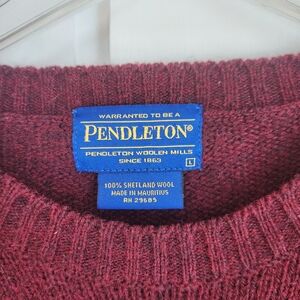 WARRANTED TO BE A
PENDLETON®
PENDLETON WOOLEN MILLS
SINCE 1863
L
100% SHETLAND WOOL
MADE IN MAURITIUS
RN 29685